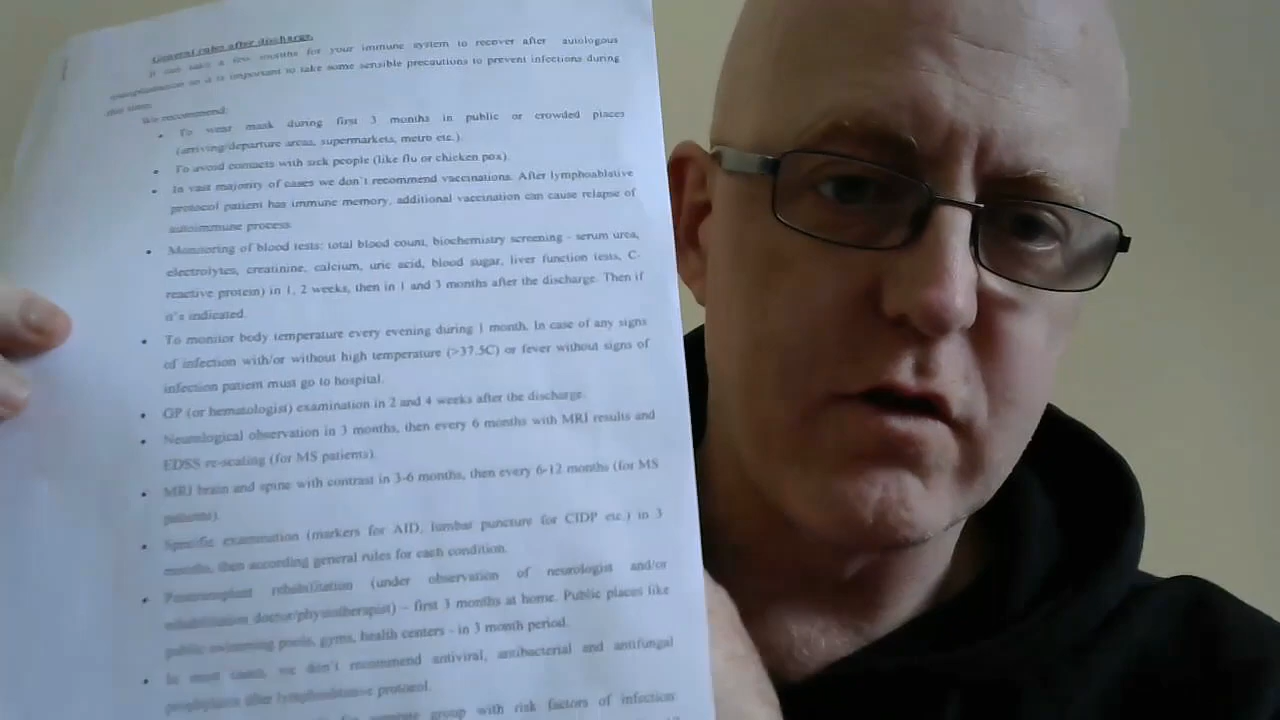 General rules after discharge.
It can take a few months for your immune system to recover after autologous
transplantation so it is important to take some sensible precautions to prevent infections during
this time.
We recommend:
• To wear mask during first 3 months in public or crowded places
(arriving/departure areas, supermarkets, metro etc.).
• To avoid contacts with sick people (like flu or chicken pox).
• In vast majority of cases we don't recommend vaccinations. After lymphoablative
protocol patient has immune memory, additional vaccination can cause relapse of
autoimmune process.
• Monitoring of blood tests: total blood count, biochemistry screening - serum urea,
electrolytes, creatinine, calcium, uric acid, blood sugar, liver function tests, C-
reactive protein) in 1, 2 weeks, then in 1 and 3 months after the discharge. Then if
it's indicated.
• To monitor body temperature every evening during 1 month. In case of any signs
of infection with/or without high temperature (>37.5C) or fever without signs of
infection patient must go to hospital.
• GP (or hematologist) examination in 2 and 4 weeks after the discharge.
• Neurological observation in 3 months, then every 6 months with MRI results and
EDSS re-scaling (for MS patients).
• MRI brain and spine with contrast in 3-6 months, then every 6-12 months (for MS
patients).
• Specific examination (markers for AID, lumbar puncture for CIDP etc.) in 3
months, then according general rules for each condition.
• Posttransplant rehabilitation (under observation of neurologist and/or
rehabilitation doctor/physiotherapist) – first 3 months at home. Public places like
public swimming pools, gyms, health centers - in 3 month period.
• In most cases, we don't recommend antiviral, antibacterial and antifungal
prophylaxis after lymphoablative protocol.
group with risk factors of infection